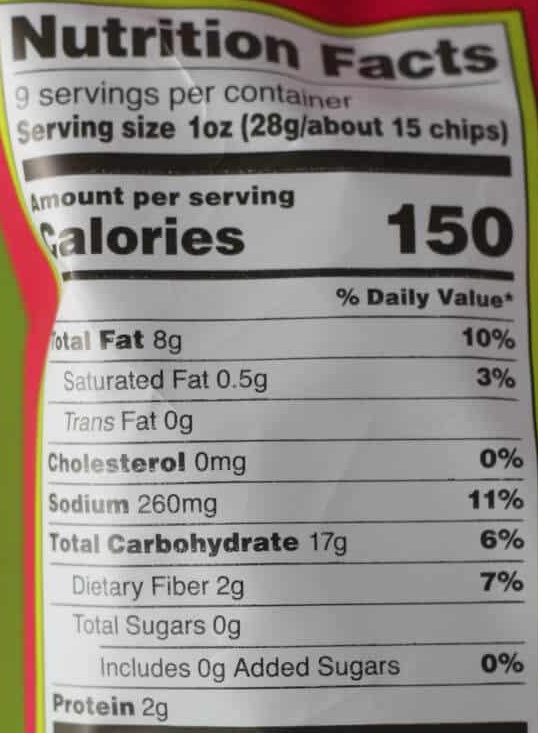 Nutrition Facts
9 servings per container
Serving size 1oz (28g/about 15 chips)
Amount per serving
Calories 150
% Daily Value*
Total Fat 8g 10%
Saturated Fat 0.5g 3%
Trans Fat 0g
Cholesterol 0mg 0%
Sodium 260mg 11%
Total Carbohydrate 17g 6%
Dietary Fiber 2g 7%
Total Sugars 0g
Includes 0g Added Sugars 0%
Protein 2g